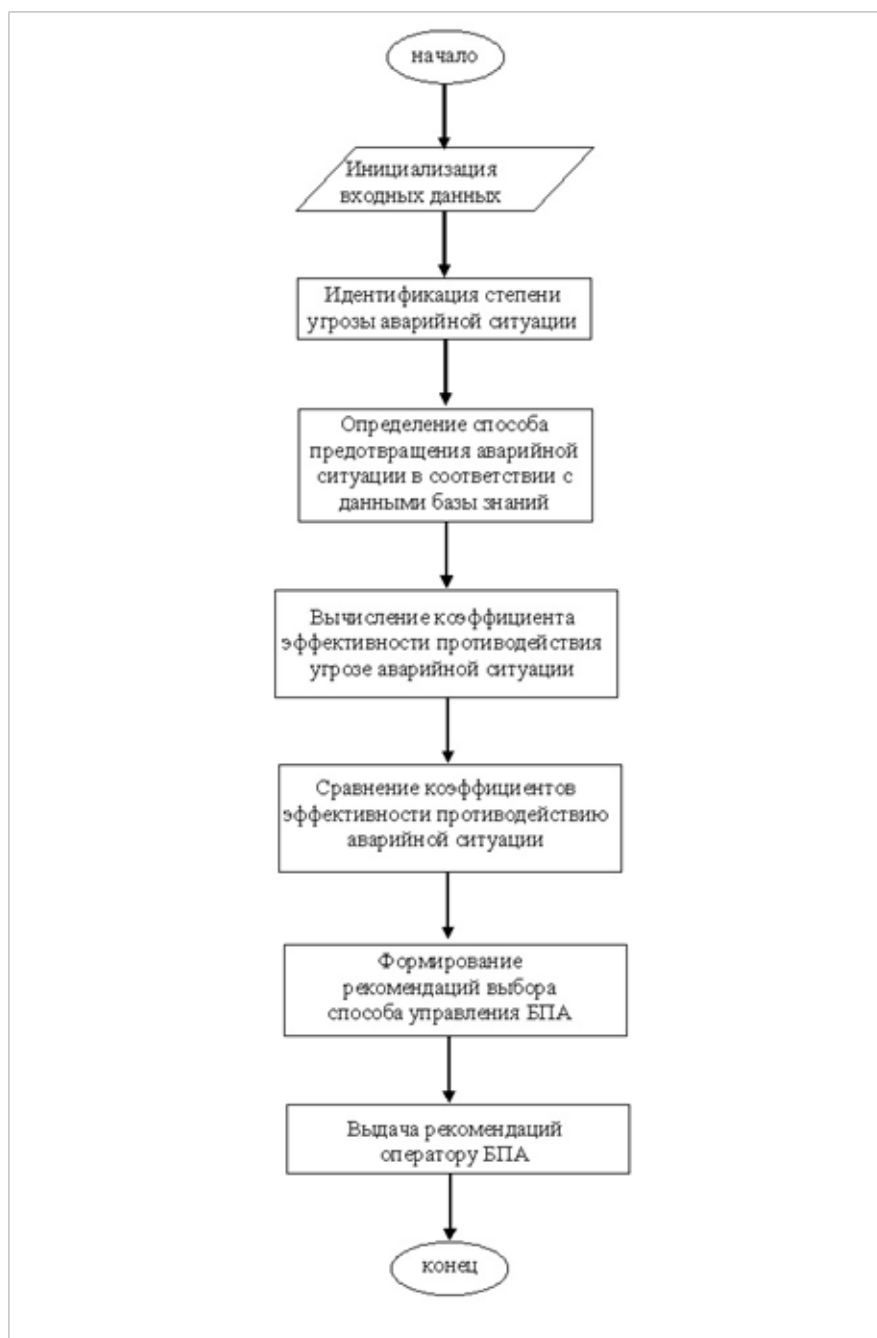 начало
Инициализация
входных данных
Идентификация степени
угрозы аварийной ситуации
Определение способа
предотвращения аварийной
ситуации в соответствии с
данными базы знаний
Вычисление коэффициента
эффективности противодействия
угрозе аварийной ситуации
Сравнение коэффициентов
эффективности противодействию
аварийной ситуации
Формирование
рекомендаций выбора
способа управления БПА
Выдача рекомендаций
оператору БПА
конец